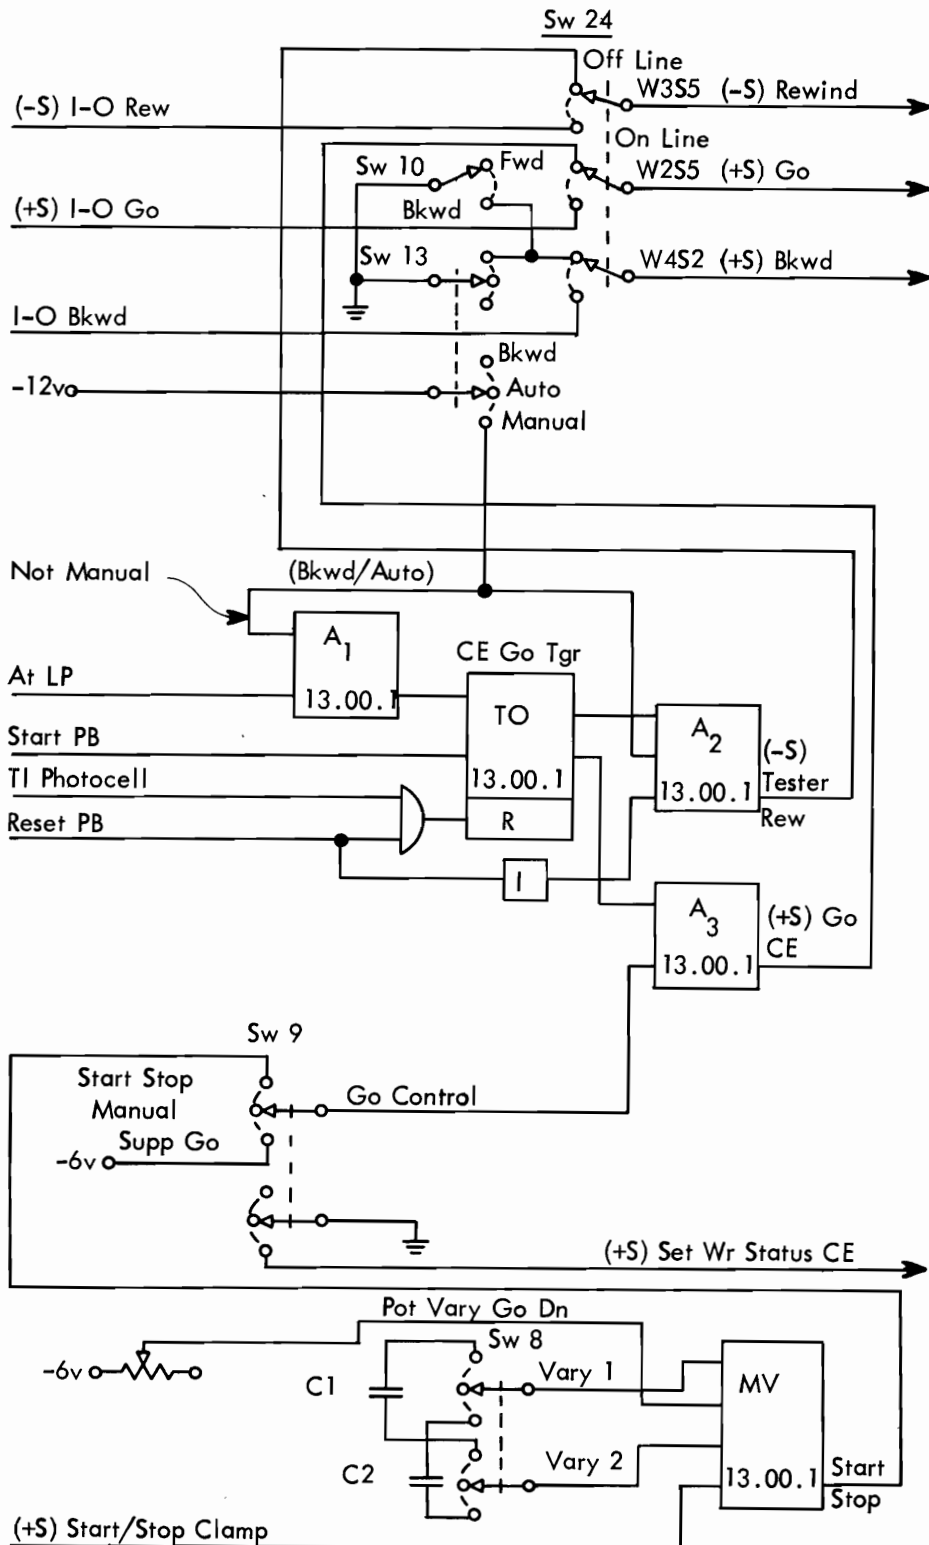 Sw 24
Off Line
W3S5 (-S) Rewind
(-S) I-O Rew
On Line
Sw 10
Fwd
W2S5 (+S) Go
(+S) I-O Go
Bkwd
Sw 13
W4S2 (+S) Bkwd
I-O Bkwd
Bkwd
-12v
Auto
Manual
Not Manual
(Bkwd/Auto)
A1
13.00.1
At LP
CE Go Tgr
TO
13.00.1
R
Start PB
TI Photocell
Reset PB
I
A2
13.00.1
(-S)
Tester
Rew
A3
13.00.1
(+S) Go
CE
Sw 9
Start Stop
Manual
Supp Go
Go Control
-6v
(+S) Set Wr Status CE
Pot Vary Go Dn
-6v
Sw 8
C1
Vary 1
MV
13.00.1
C2
Vary 2
Start
Stop
(+S) Start/Stop Clamp